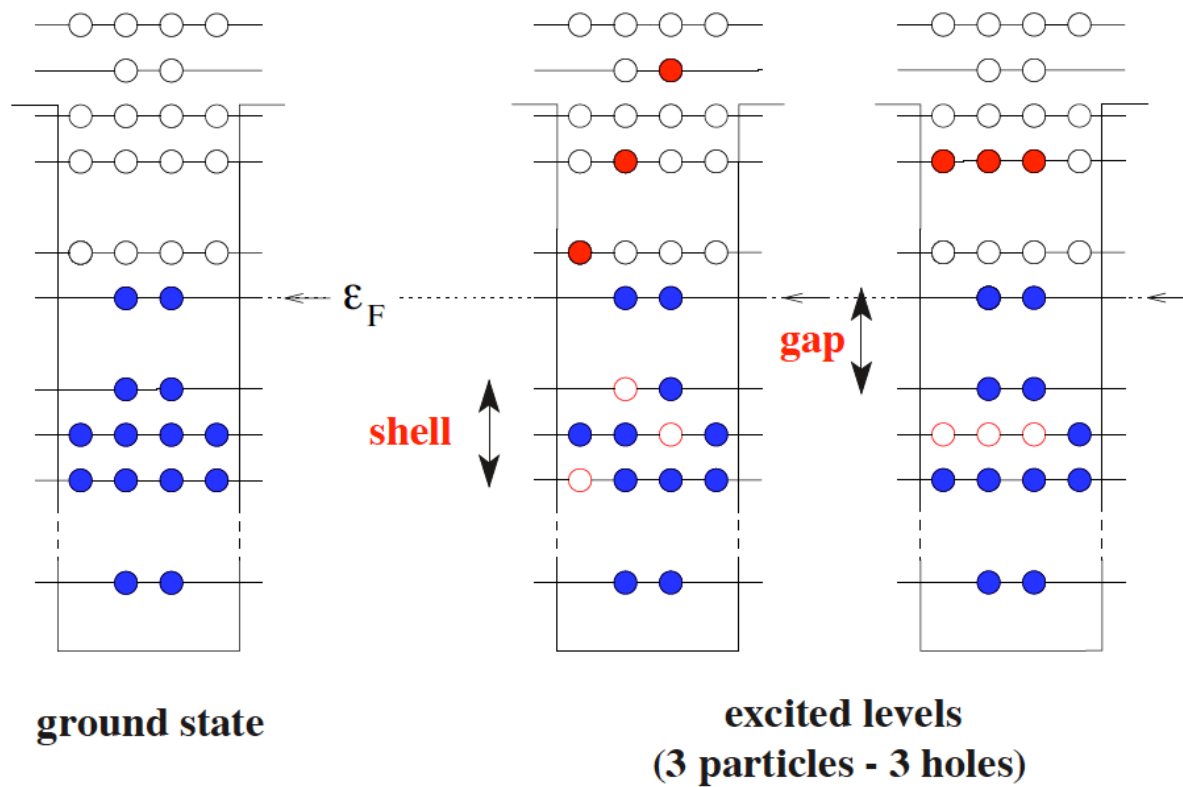 ε_F
gap
shell
ground state
excited levels
(3 particles - 3 holes)